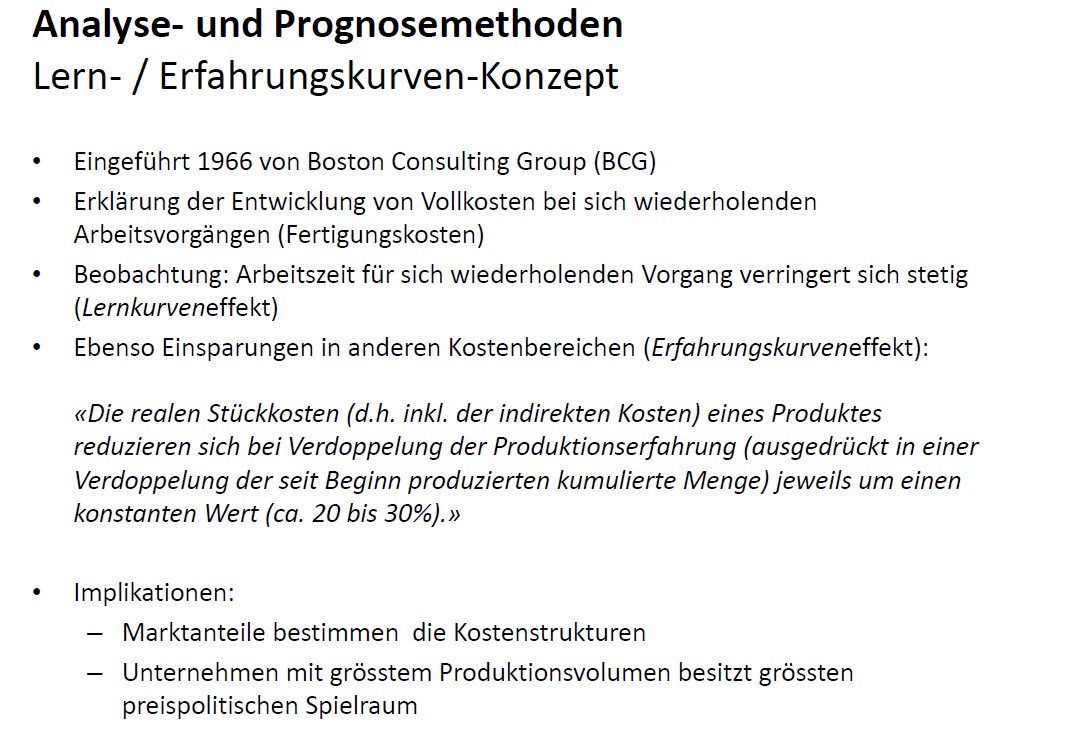 Analyse- und Prognosemethoden
Lern- / Erfahrungskurven-Konzept
• Eingeführt 1966 von Boston Consulting Group (BCG)
• Erklärung der Entwicklung von Vollkosten bei sich wiederholenden
Arbeitsvorgängen (Fertigungskosten)
• Beobachtung: Arbeitszeit für sich wiederholenden Vorgang verringert sich stetig
(Lernkurveneffekt)
• Ebenso Einsparungen in anderen Kostenbereichen (Erfahrungskurveneffekt):
«Die realen Stückkosten (d.h. inkl. der indirekten Kosten) eines Produktes
reduzieren sich bei Verdoppelung der Produktionserfahrung (ausgedrückt in einer
Verdoppelung der seit Beginn produzierten kumulierte Menge) jeweils um einen
konstanten Wert (ca. 20 bis 30%).»
• Implikationen:
– Marktanteile bestimmen die Kostenstrukturen
– Unternehmen mit grösstem Produktionsvolumen besitzt grössten
preispolitischen Spielraum